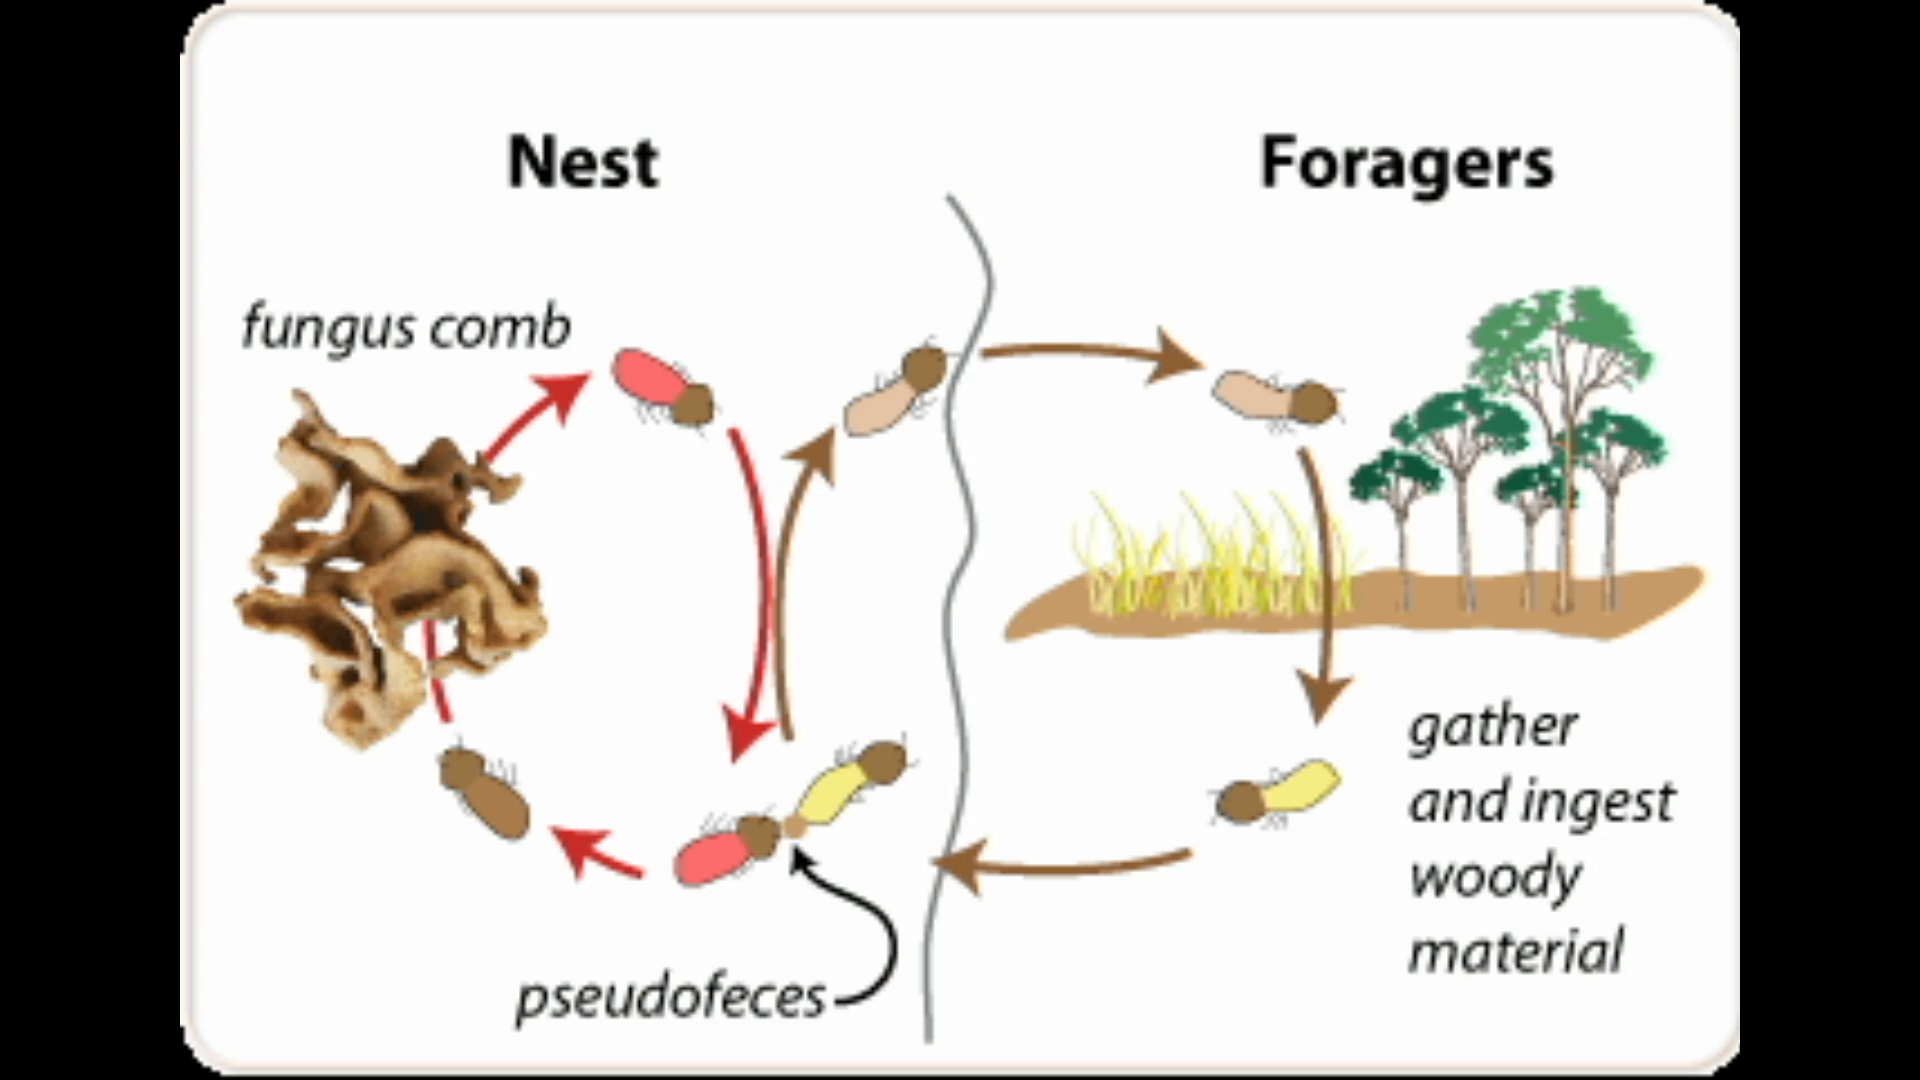 Nest
Foragers
fungus comb
gather
and ingest
woody
material
pseudofeces